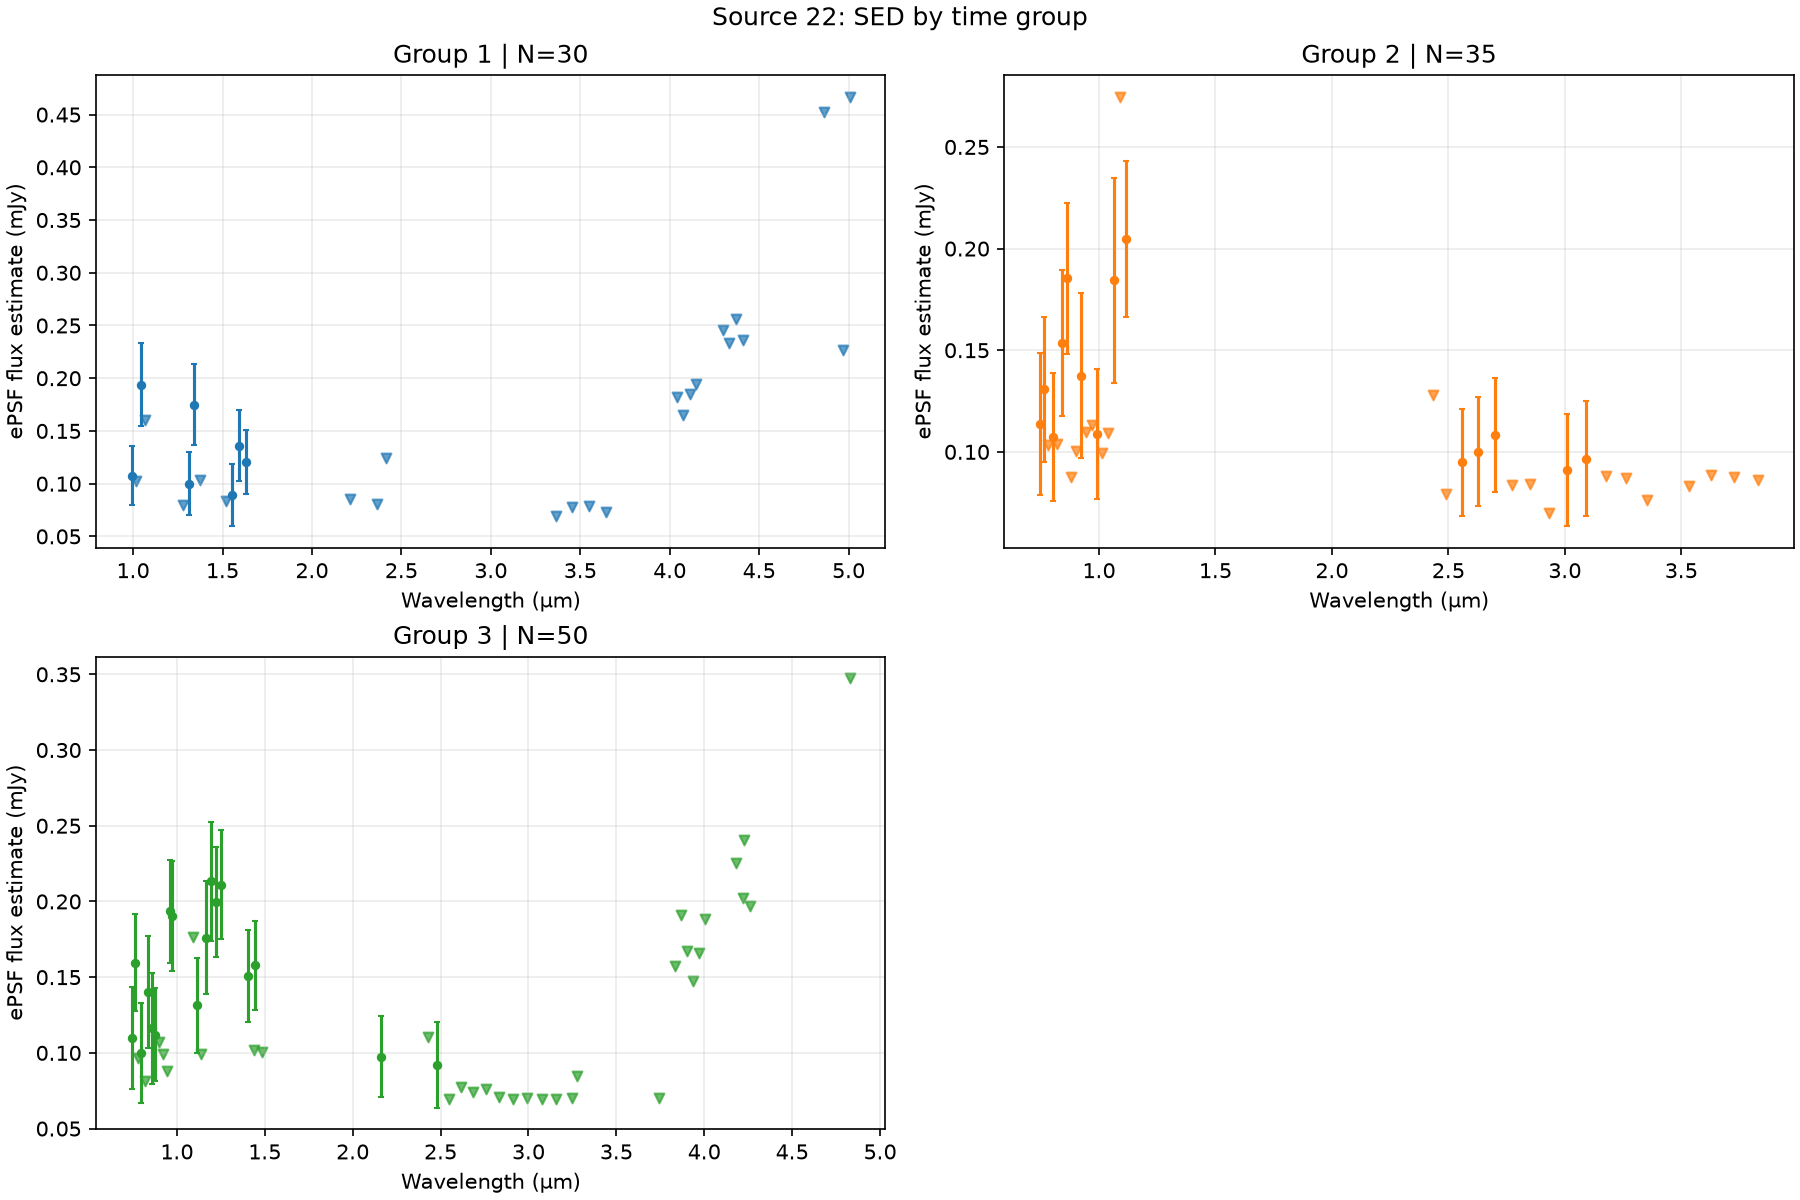 Source 22: SED by time group
Group 1 | N=30
ePSF flux estimate (mJy)
0.45
0.40
0.35
0.30
0.25
0.20
0.15
0.10
0.05
1.0 1.5 2.0 2.5 3.0 3.5 4.0 4.5 5.0
Wavelength (μm)
Group 2 | N=35
ePSF flux estimate (mJy)
0.25
0.20
0.15
0.10
1.0 1.5 2.0 2.5 3.0 3.5
Wavelength (μm)
Group 3 | N=50
ePSF flux estimate (mJy)
0.35
0.30
0.25
0.20
0.15
0.10
0.05
1.0 1.5 2.0 2.5 3.0 3.5 4.0 4.5 5.0
Wavelength (μm)